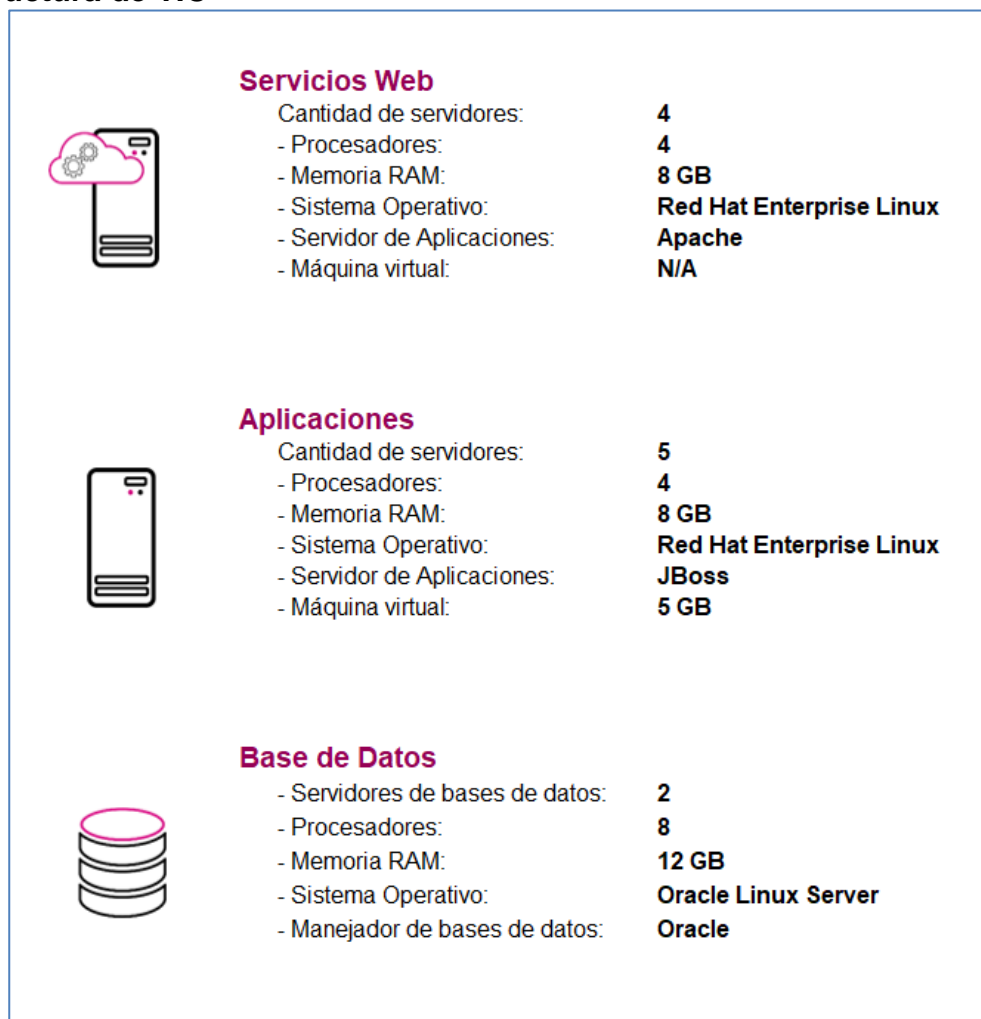 Servicios Web
Cantidad de servidores: 4
- Procesadores: 4
- Memoria RAM: 8 GB
- Sistema Operativo: Red Hat Enterprise Linux
- Servidor de Aplicaciones: Apache
- Máquina virtual: N/A
Aplicaciones
Cantidad de servidores: 5
- Procesadores: 4
- Memoria RAM: 8 GB
- Sistema Operativo: Red Hat Enterprise Linux
- Servidor de Aplicaciones: JBoss
- Máquina virtual: 5 GB
Base de Datos
- Servidores de bases de datos: 2
- Procesadores: 8
- Memoria RAM: 12 GB
- Sistema Operativo: Oracle Linux Server
- Manejador de bases de datos: Oracle